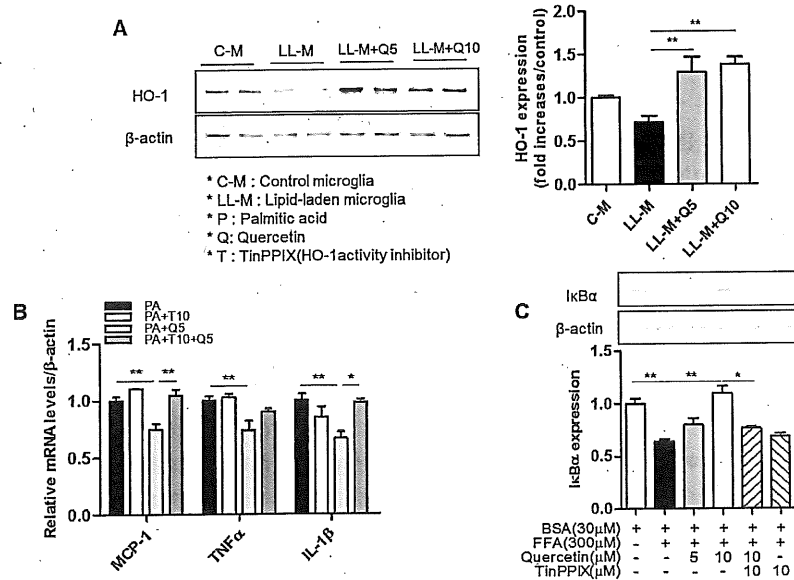 A
C-M LL-M LL-M+Q5 LL-M+Q10
HO-1
β-actin
* C-M : Control microglia
* LL-M : Lipid-laden microglia
* P : Palmitic acid
* Q: Quercetin
* T : TinPPIX(HO-1activity inhibitor)
HO-1 expression
(fold increases/control)
2.0
1.5
1.0
0.5
0.0
**
**
C-M
LL-M
LL-M+Q5
LL-M+Q10
B
PA
PA+T10
PA+Q5
PA+T10+Q5
Relative mRNA levels/β-actin
1.5
1.0
0.5
0.0
** **
**
** *
MCP-1
TNFα
IL-1β
C
IκBα
β-actin
IκBα expression
1.5
1.0
0.5
0.0
** ** *
BSA(30μM) + + + + + +
FFA(300μM) - + + + + +
Quercetin(μM) - - 5 10 10 -
TinPPIX(μM) - - - - 10 10